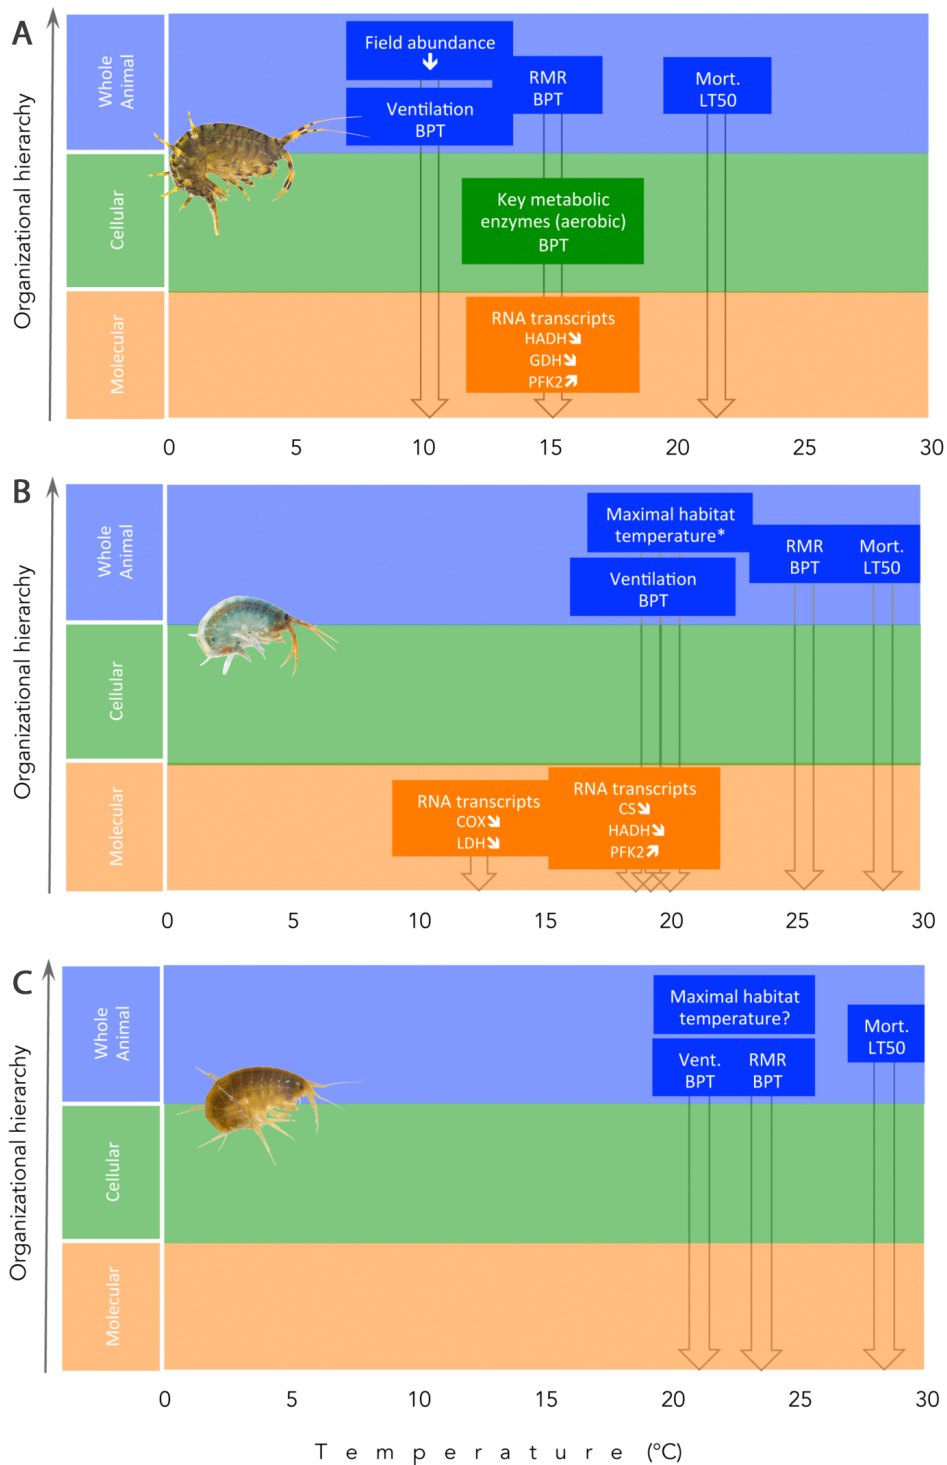 A
Organizational hierarchy
Whole
Animal
Cellular
Molecular
Field abundance
Ventilation
BPT
RMR
BPT
Mort.
LT50
Key metabolic
enzymes (aerobic)
BPT
RNA transcripts
HADH
GDH
PFK2
0 5 10 15 20 25 30
B
Organizational hierarchy
Whole
Animal
Cellular
Molecular
Maximal habitat
temperature*
Ventilation
BPT
RMR
BPT
Mort.
LT50
RNA transcripts
COX
LDH
RNA transcripts
CS
HADH
PFK2
0 5 10 15 20 25 30
C
Organizational hierarchy
Whole
Animal
Cellular
Molecular
Maximal habitat
temperature?
Vent.
BPT
RMR
BPT
Mort.
LT50
0 5 10 15 20 25 30
Temperature (°C)